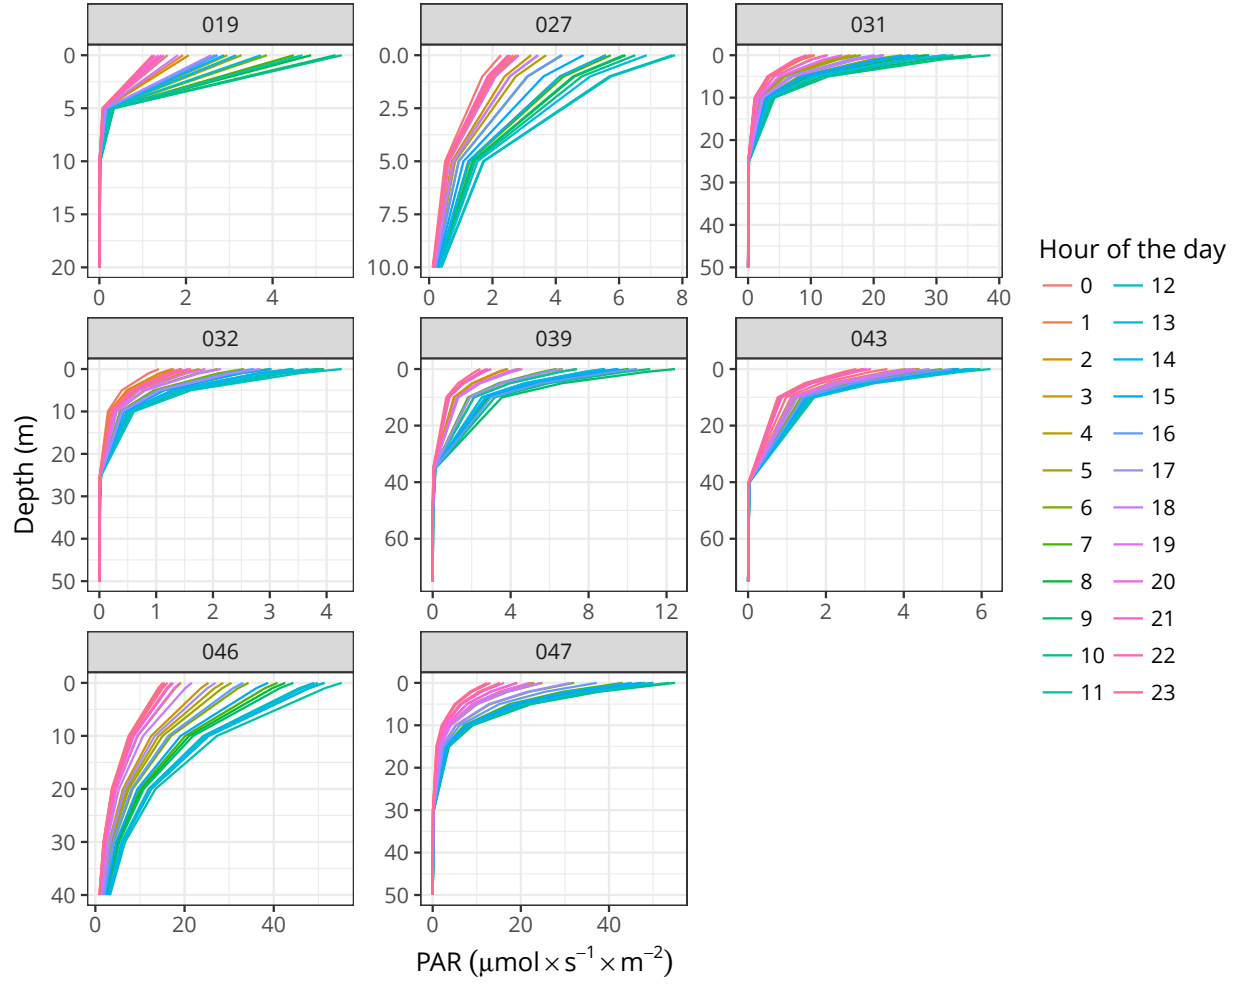 019 027 031
0 5 10 15 20
0 2 4
0.0 2.5 5.0 7.5 10.0
0 2 4 6 8
0 10 20 30 40 50
0 10 20 30 40
032 039 043
0 10 20 30 40 50
0 1 2 3 4
0 20 40 60
0 4 8 12
0 20 40 60
0 2 4 6
046 047
0 10 20 30 40
0 20 40
0 10 20 30 40 50
0 20 40
Depth (m)
PAR (μmol × s⁻¹ × m⁻²)
Hour of the day
0 12
1 13
2 14
3 15
4 16
5 17
6 18
7 19
8 20
9 21
10 22
11 23